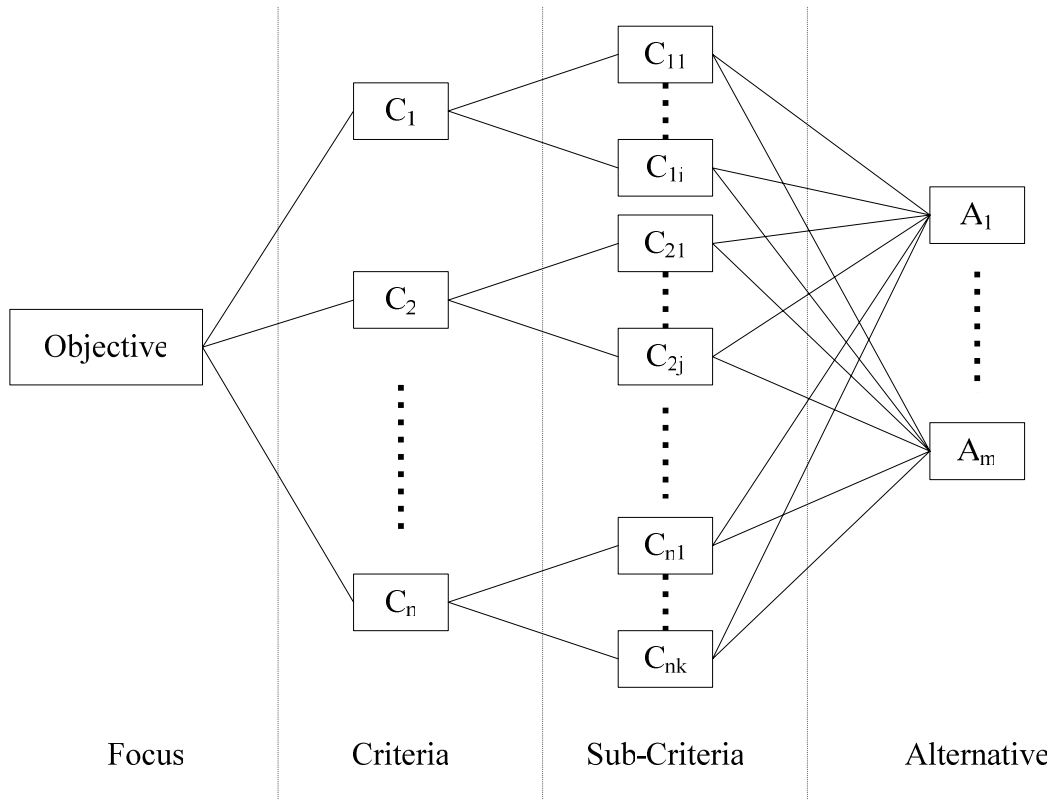 Objective
C₁
C₂
Cₙ
C₁₁
C₁ᵢ
C₂₁
C₂ⱼ
Cₙ₁
Cₙₖ
A₁
Aₘ
Focus
Criteria
Sub-Criteria
Alternative